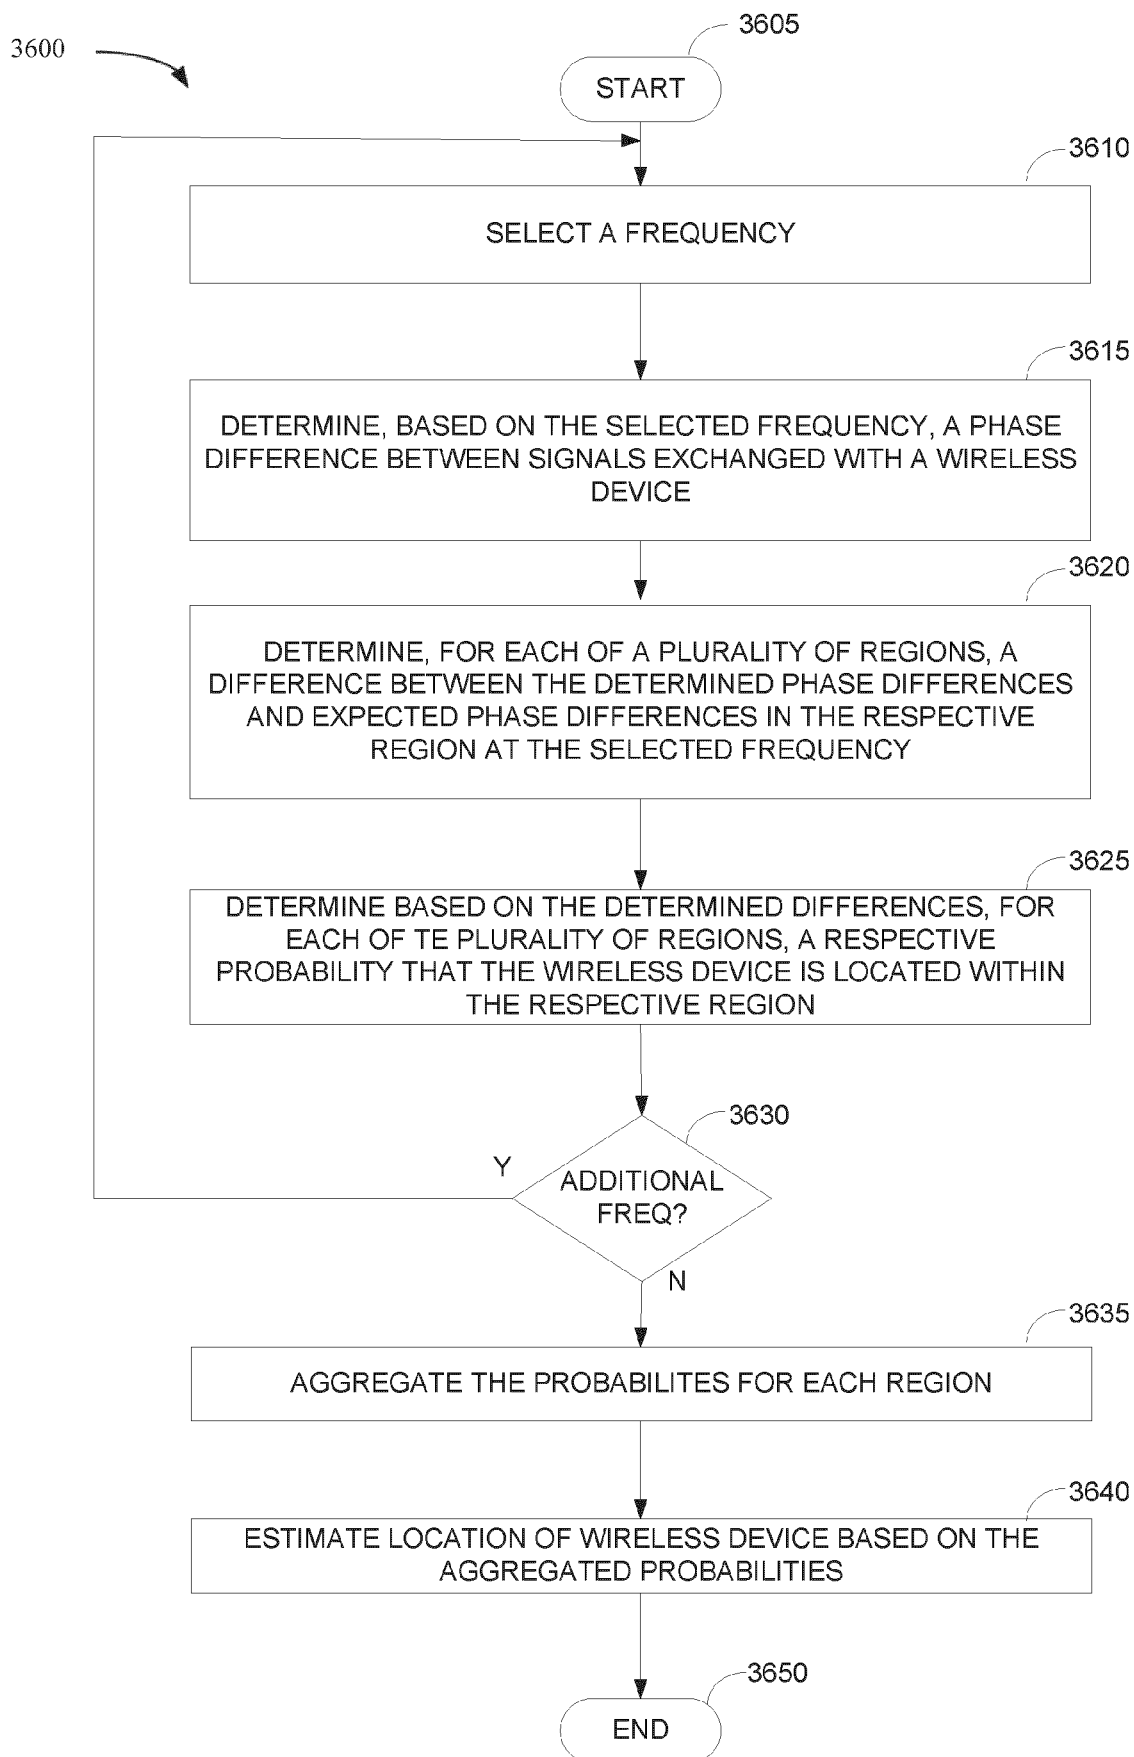 3605
3600
START
3610
SELECT A FREQUENCY
3615
DETERMINE, BASED ON THE SELECTED FREQUENCY, A PHASE
DIFFERENCE BETWEEN SIGNALS EXCHANGED WITH A WIRELESS
DEVICE
3620
DETERMINE, FOR EACH OF A PLURALITY OF REGIONS, A
DIFFERENCE BETWEEN THE DETERMINED PHASE DIFFERENCES
AND EXPECTED PHASE DIFFERENCES IN THE RESPECTIVE
REGION AT THE SELECTED FREQUENCY
3625
DETERMINE BASED ON THE DETERMINED DIFFERENCES, FOR
EACH OF TE PLURALITY OF REGIONS, A RESPECTIVE
PROBABILITY THAT THE WIRELESS DEVICE IS LOCATED WITHIN
THE RESPECTIVE REGION
3630
Y
ADDITIONAL
FREQ?
N
3635
AGGREGATE THE PROBABILITES FOR EACH REGION
3640
ESTIMATE LOCATION OF WIRELESS DEVICE BASED ON THE
AGGREGATED PROBABILITIES
3650
END